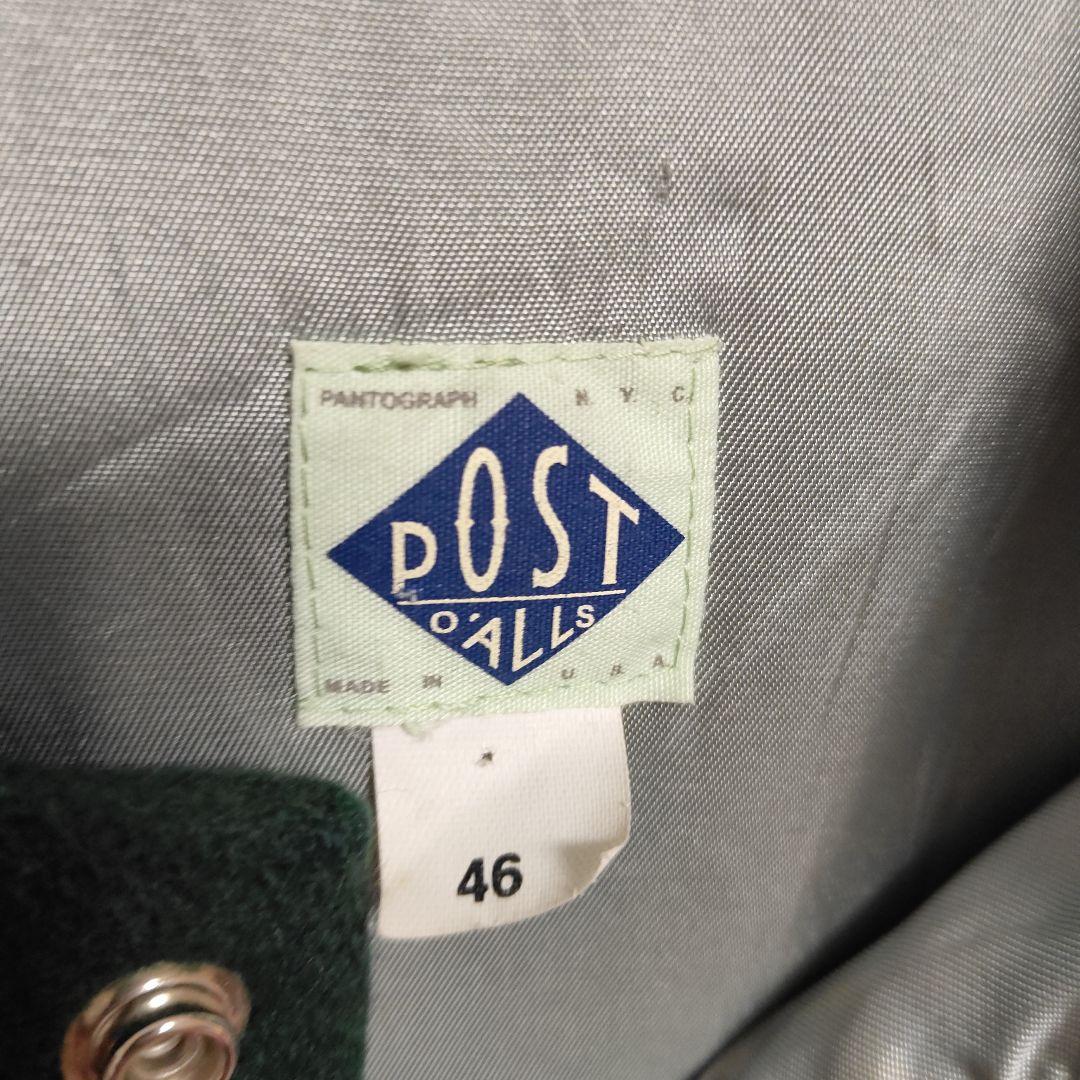 PANTOGRAPH N. Y. C.
POST
O'ALLS
MADE IN U.S.A.
46